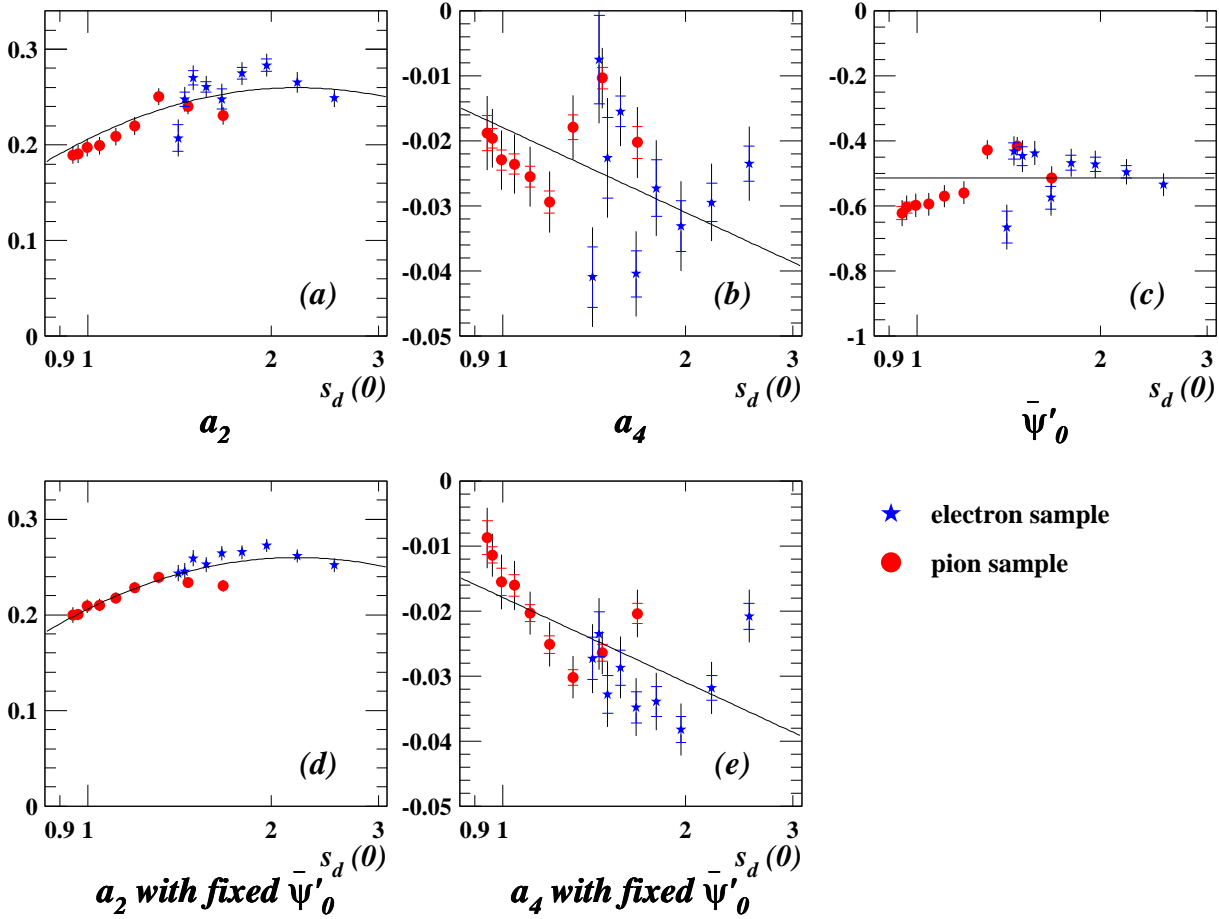 0.3
0.2
0.1
0
(a)
0.9 1 2 3
s_d (0)
a_2
0
-0.01
-0.02
-0.03
-0.04
-0.05
(b)
0.9 1 2 3
s_d (0)
a_4
0
-0.2
-0.4
-0.6
-0.8
-1
(c)
0.9 1 2 3
s_d (0)
ψ̄′_0
0.3
0.2
0.1
0
(d)
0.9 1 2 3
s_d (0)
a_2 with fixed ψ̄′_0
0
-0.01
-0.02
-0.03
-0.04
-0.05
(e)
0.9 1 2 3
s_d (0)
a_4 with fixed ψ̄′_0
electron sample
pion sample